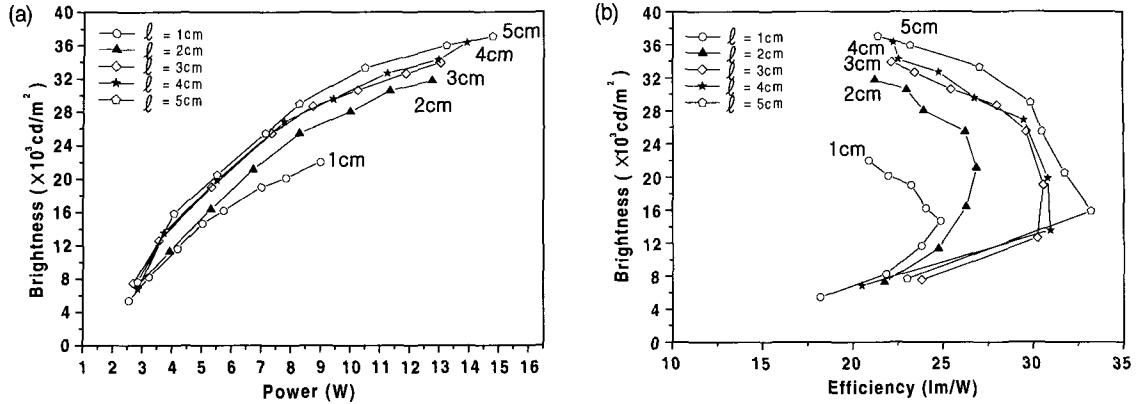 (a)
40
36
32
28
24
20
16
12
8
4
0
Brightness (×10³cd/m²)
ℓ = 1cm
ℓ = 2cm
ℓ = 3cm
ℓ = 4cm
ℓ = 5cm
5cm
4cm
3cm
2cm
1cm
1 2 3 4 5 6 7 8 9 10 11 12 13 14 15 16
Power (W)
(b)
40
36
32
28
24
20
16
12
8
4
0
Brightness (×10³cd/m²)
ℓ = 1cm
ℓ = 2cm
ℓ = 3cm
ℓ = 4cm
ℓ = 5cm
5cm
4cm
3cm
2cm
1cm
10 15 20 25 30 35
Efficiency (lm/W)